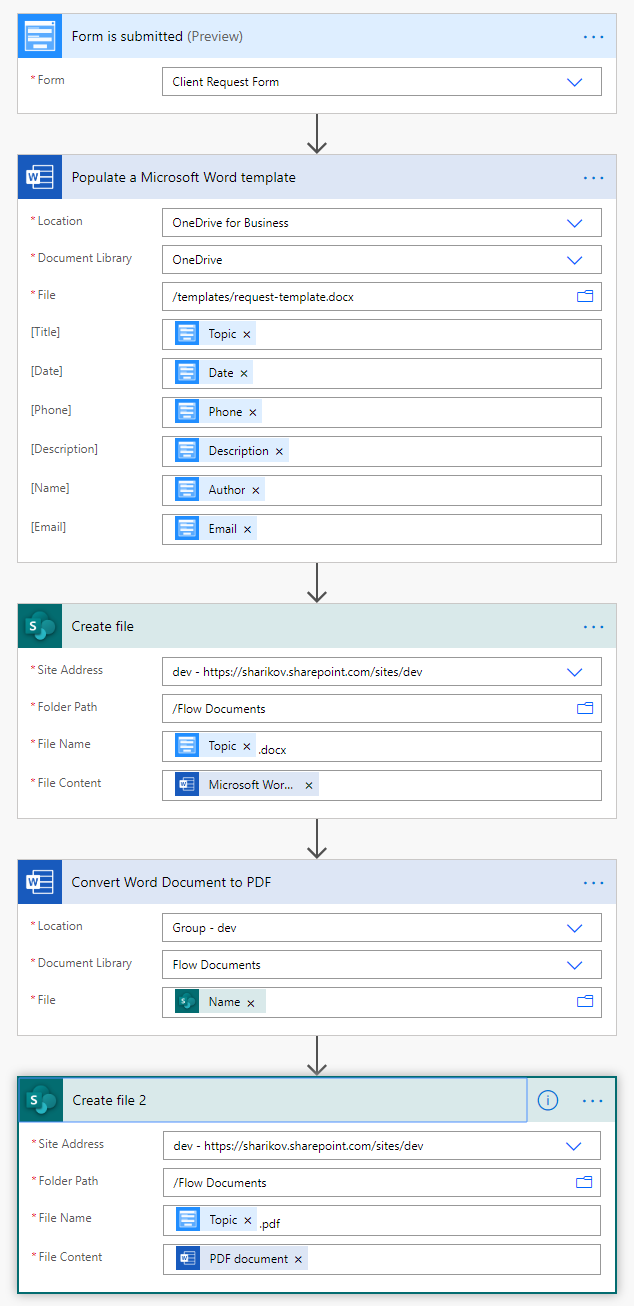 Form is submitted (Preview) ...
* Form Client Request Form
Populate a Microsoft Word template ...
* Location OneDrive for Business
* Document Library OneDrive
* File /templates/request-template.docx
[Title] Topic ×
[Date] Date ×
[Phone] Phone ×
[Description] Description ×
[Name] Author ×
[Email] Email ×
S Create file ...
* Site Address dev - https://sharikov.sharepoint.com/sites/dev
* Folder Path /Flow Documents
* File Name Topic × .docx
* File Content Microsoft Wor... ×
Convert Word Document to PDF ...
* Location Group - dev
* Document Library Flow Documents
* File Name ×
S Create file 2 ...
* Site Address dev - https://sharikov.sharepoint.com/sites/dev
* Folder Path /Flow Documents
* File Name Topic × .pdf
* File Content PDF document ×